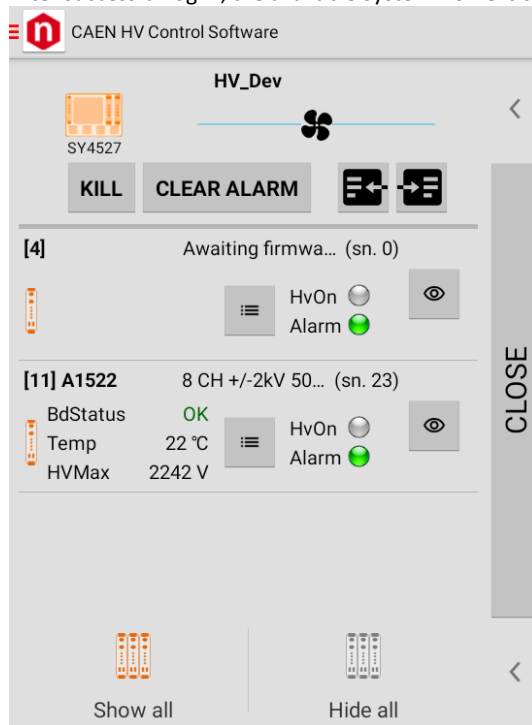 CAEN HV Control Software
HV_Dev
SY4527
KILL CLEAR ALARM
[4] Awaiting firmwa... (sn. 0)
HvOn
Alarm
[11] A1522 8 CH +/-2kV 50... (sn. 23)
BdStatus OK
Temp 22 °C
HVMax 2242 V
HvOn
Alarm
CLOSE
Show all Hide all